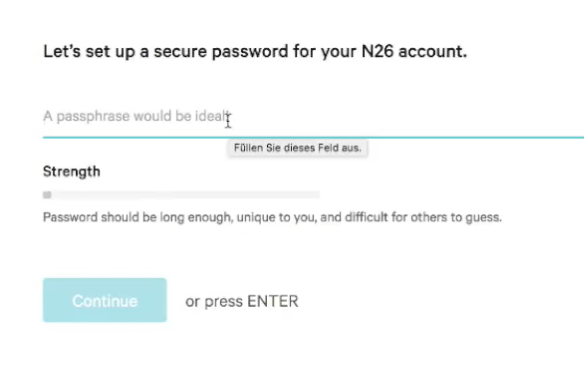 Let's set up a secure password for your N26 account.
A passphrase would be ideal
Füllen Sie dieses Feld aus.
Strength
Password should be long enough, unique to you, and difficult for others to guess.
Continue or press ENTER